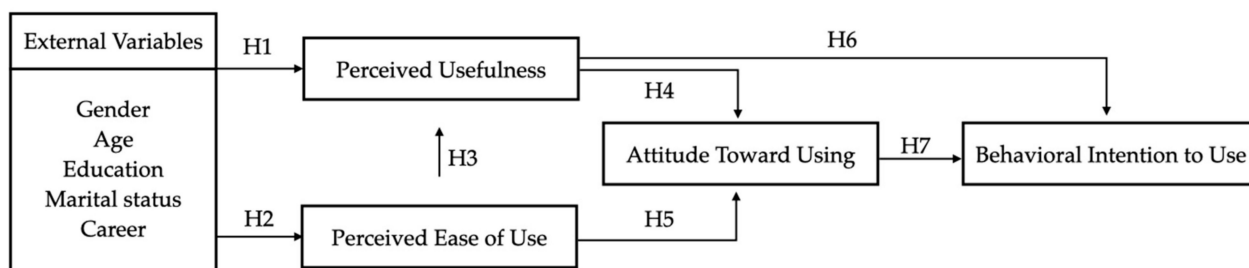 External Variables
Gender
Age
Education
Marital status
Career
H1
H2
Perceived Usefulness
H3
Perceived Ease of Use
H6
H4
H5
Attitude Toward Using
H7
Behavioral Intention to Use